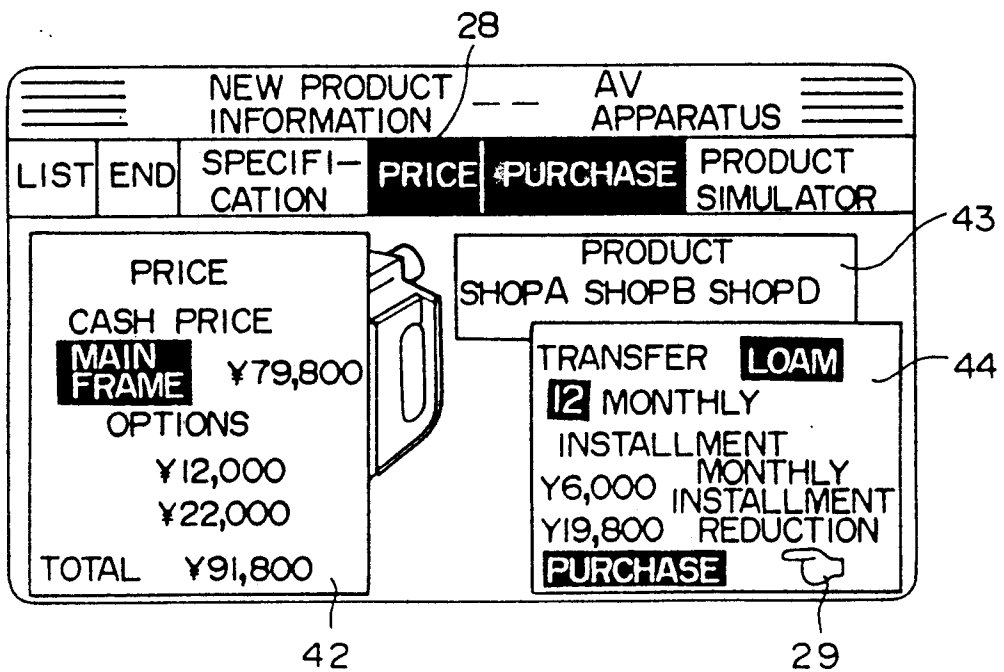 28
NEW PRODUCT
INFORMATION
— —
AV
APPARATUS
LIST
END
SPECIFI-
CATION
PRICE
PURCHASE
PRODUCT
SIMULATOR
43
PRICE
CASH PRICE
MAIN
FRAME
¥79,800
OPTIONS
¥12,000
¥22,000
TOTAL ¥91,800
PRODUCT
SHOPA SHOPB SHOPD
TRANSFER LOAM
44
12 MONTHLY
INSTALLMENT
Y6,000 MONTHLY
INSTALLMENT
Y19,800 REDUCTION
PURCHASE
42
29